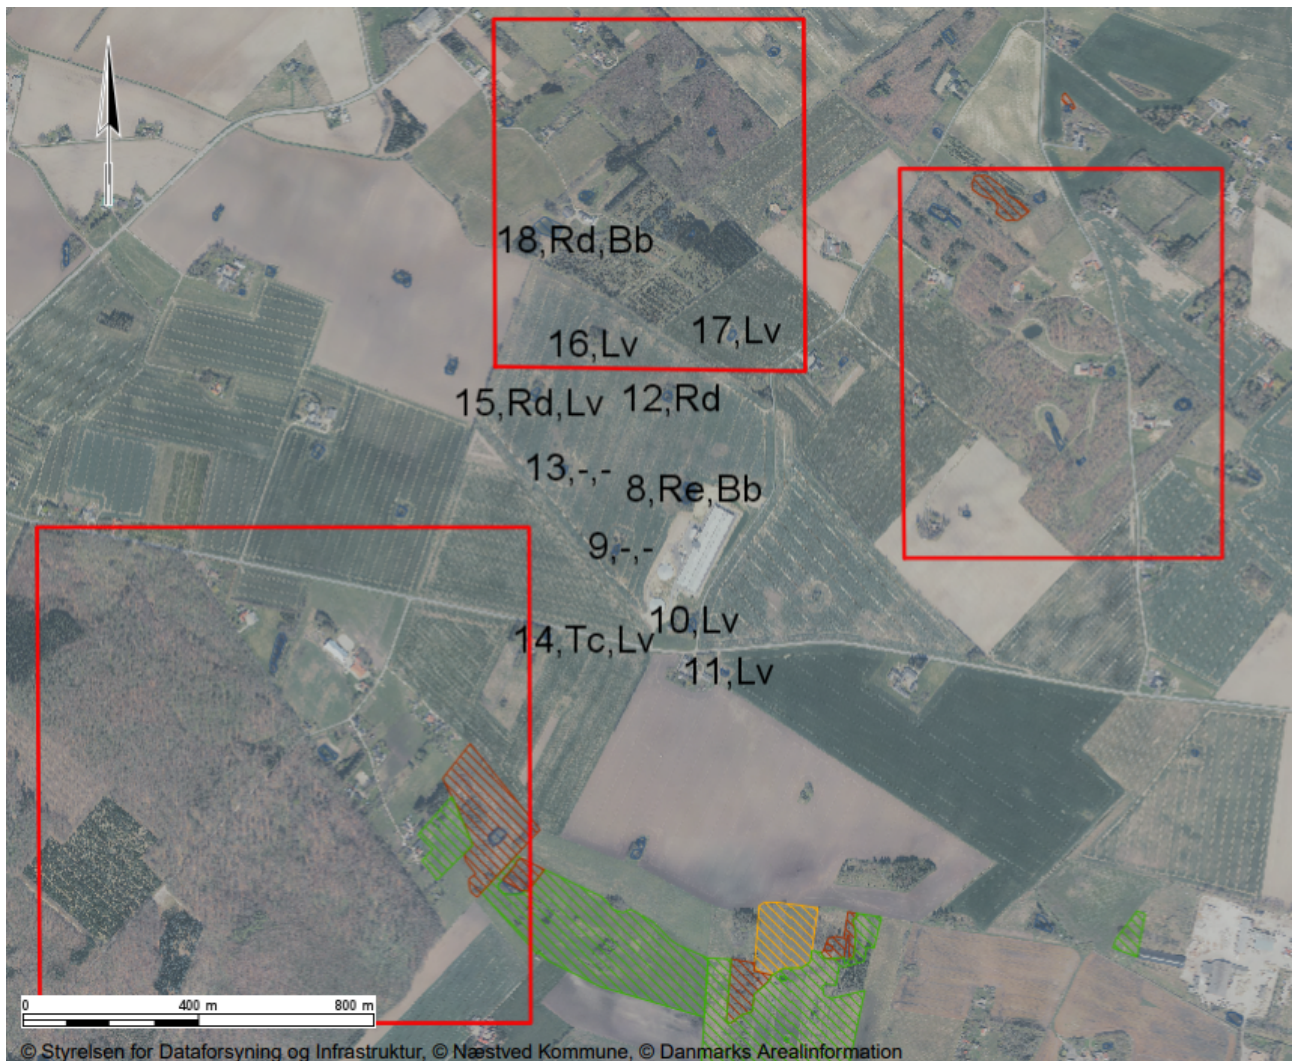 18,Rd,Bb
17,Lv
16,Lv
15,Rd,Lv
12,Rd
13,-,-
8,Re,Bb
9,-,-
10,Lv
14,Tc,Lv
11,Lv
0 400 m 800 m
© Styrelsen for Dataforsyning og Infrastruktur, © Næstved Kommune, © Danmarks Arealinformation